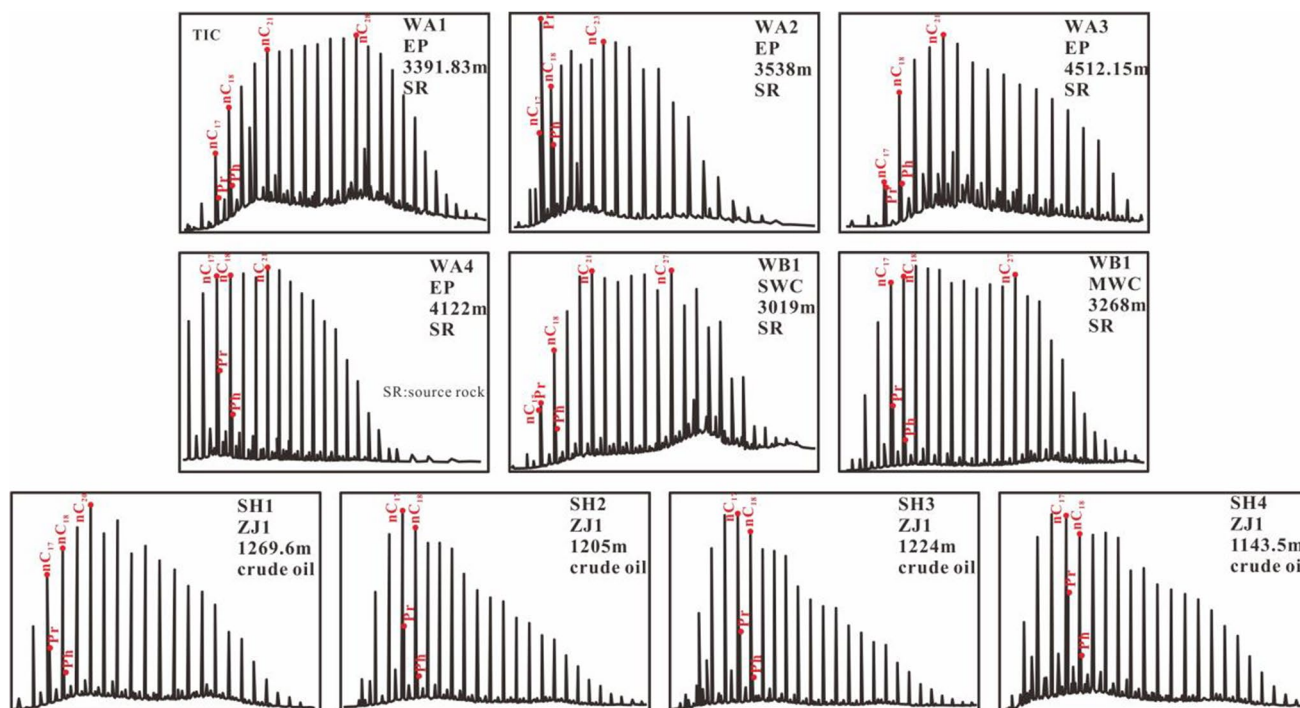 TIC
nC₂₁
nC₂₈
nC₁₈
nC₁₇
Pr
Ph
WA1
EP
3391.83m
SR
Pr
nC₂₃
nC₁₈
nC₁₇
Ph
WA2
EP
3538m
SR
nC₂₁
nC₁₈
nC₁₇
Pr
Ph
WA3
EP
4512.15m
SR
nC₁₇
nC₁₈
nC₂₁
Pr
Ph
WA4
EP
4122m
SR
SR:source rock
nC₂₁
nC₂₇
nC₁₈
Pr
Ph
WB1
SWC
3019m
SR
nC₁₇
nC₁₈
nC₂₇
Pr
Ph
WB1
MWC
3268m
SR
nC₂₀
nC₁₈
nC₁₇
Pr
Ph
SH1
ZJ1
1269.6m
crude oil
nC₁₇
nC₁₈
Pr
Ph
SH2
ZJ1
1205m
crude oil
nC₁₇
nC₁₈
Pr
Ph
SH3
ZJ1
1224m
crude oil
nC₁₇
nC₁₈
Pr
Ph
SH4
ZJ1
1143.5m
crude oil